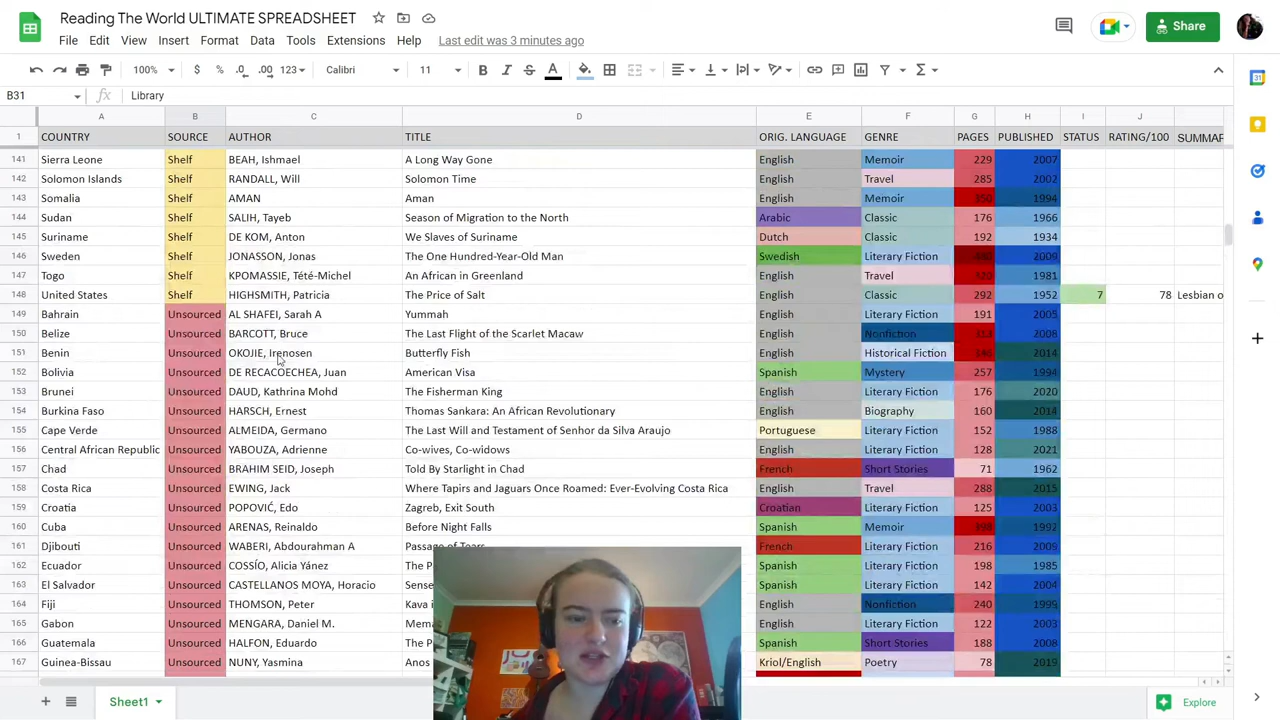 Reading The World ULTIMATE SPREADSHEET
File Edit View Insert Format Data Tools Extensions Help Last edit was 3 minutes ago
Share
100% $ % .0 .00 123 Calibri 11 B I S A
B31 fx Library
A B C D E F G H I J
1 COUNTRY SOURCE AUTHOR TITLE ORIG. LANGUAGE GENRE PAGES PUBLISHED STATUS RATING/100 SUMMAR
141 Sierra Leone Shelf BEAH, Ishmael A Long Way Gone English Memoir 229 2007
142 Solomon Islands Shelf RANDALL, Will Solomon Time English Travel 285 2002
143 Somalia Shelf AMAN Aman English Memoir 350 1994
144 Sudan Shelf SALIH, Tayeb Season of Migration to the North Arabic Classic 176 1966
145 Suriname Shelf DE KOM, Anton We Slaves of Suriname Dutch Classic 192 1934
146 Sweden Shelf JONASSON, Jonas The One Hundred-Year-Old Man Swedish Literary Fiction 2009
147 Togo Shelf KPOMASSIE, Tété-Michel An African in Greenland English Travel 320 1981
148 United States Shelf HIGHSMITH, Patricia The Price of Salt English Classic 292 1952 7 78 Lesbian o
149 Bahrain Unsourced AL SHAFEI, Sarah A Yummah English Literary Fiction 191 2005
150 Belize Unsourced BARCOTT, Bruce The Last Flight of the Scarlet Macaw English Nonfiction 313 2008
151 Benin Unsourced OKOJIE, Irenosen Butterfly Fish English Historical Fiction 348 2014
152 Bolivia Unsourced DE RECACOECHEA, Juan American Visa Spanish Mystery 257 1994
153 Brunei Unsourced DAUD, Kathrina Mohd The Fisherman King English Literary Fiction 176 2020
154 Burkina Faso Unsourced HARSCH, Ernest Thomas Sankara: An African Revolutionary English Biography 160 2014
155 Cape Verde Unsourced ALMEIDA, Germano The Last Will and Testament of Senhor da Silva Araujo Portuguese Literary Fiction 152 1988
156 Central African Republic Unsourced YABOUZA, Adrienne Co-wives, Co-widows English Literary Fiction 128 2021
157 Chad Unsourced BRAHIM SEID, Joseph Told By Starlight in Chad French Short Stories 71 1962
158 Costa Rica Unsourced EWING, Jack Where Tapirs and Jaguars Once Roamed: Ever-Evolving Costa Rica English Travel 288 2015
159 Croatia Unsourced POPOVIĆ, Edo Zagreb, Exit South Croatian Literary Fiction 125 2003
160 Cuba Unsourced ARENAS, Reinaldo Before Night Falls Spanish Memoir 398 1992
161 Djibouti Unsourced WABERI, Abdourahman A Passage of Tears French Literary Fiction 216 2009
162 Ecuador Unsourced COSSÍO, Alicia Yánez The P Spanish Literary Fiction 198 1985
163 El Salvador Unsourced CASTELLANOS MOYA, Horacio Sense Spanish Literary Fiction 142 2004
164 Fiji Unsourced THOMSON, Peter Kava i English Nonfiction 240 1999
165 Gabon Unsourced MENGARA, Daniel M. Mema English Literary Fiction 122 2003
166 Guatemala Unsourced HALFON, Eduardo The P Spanish Short Stories 188 2008
167 Guinea-Bissau Unsourced NUNY, Yasmina Anos Kriol/English Poetry 78 2019
Sheet1 Explore